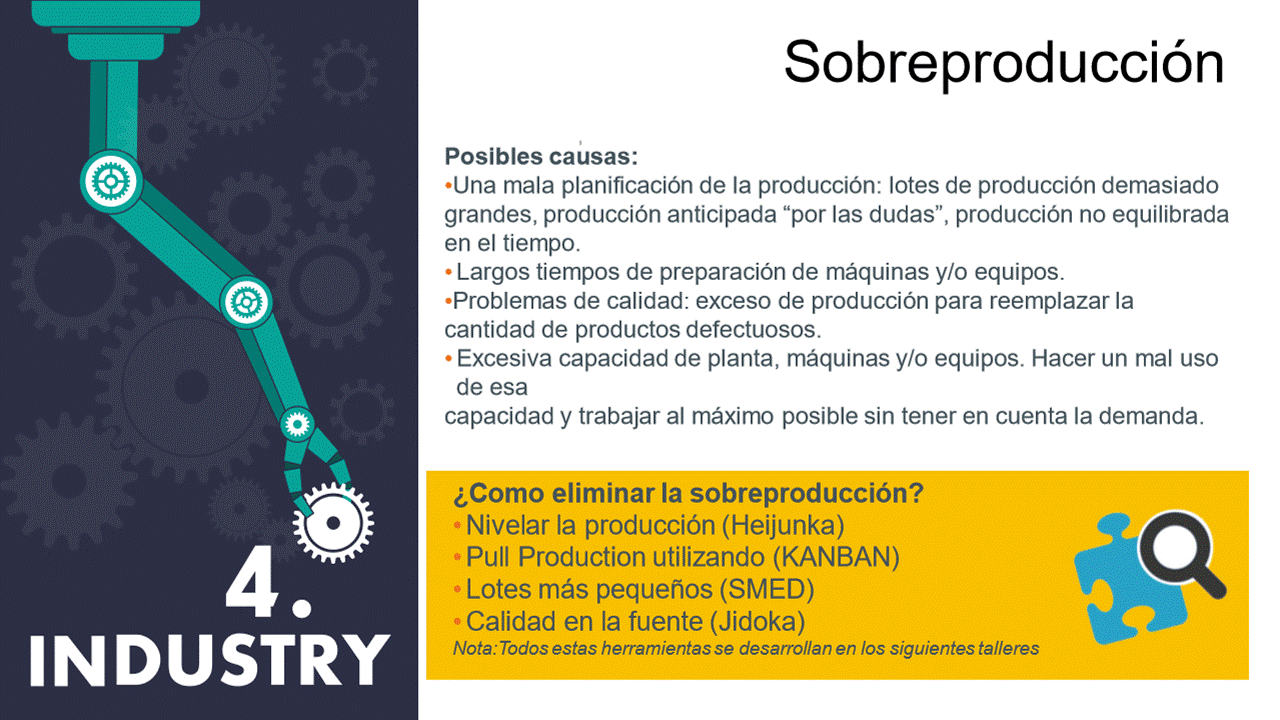 Sobreproducción
Posibles causas:
•Una mala planificación de la producción: lotes de producción demasiado
grandes, producción anticipada “por las dudas”, producción no equilibrada
en el tiempo.
• Largos tiempos de preparación de máquinas y/o equipos.
•Problemas de calidad: exceso de producción para reemplazar la
cantidad de productos defectuosos.
• Excesiva capacidad de planta, máquinas y/o equipos. Hacer un mal uso
de esa
capacidad y trabajar al máximo posible sin tener en cuenta la demanda.
¿Como eliminar la sobreproducción?
• Nivelar la producción (Heijunka)
• Pull Production utilizando (KANBAN)
• Lotes más pequeños (SMED)
• Calidad en la fuente (Jidoka)
Nota:Todos estas herramientas se desarrollan en los siguientes talleres
4.
INDUSTRY